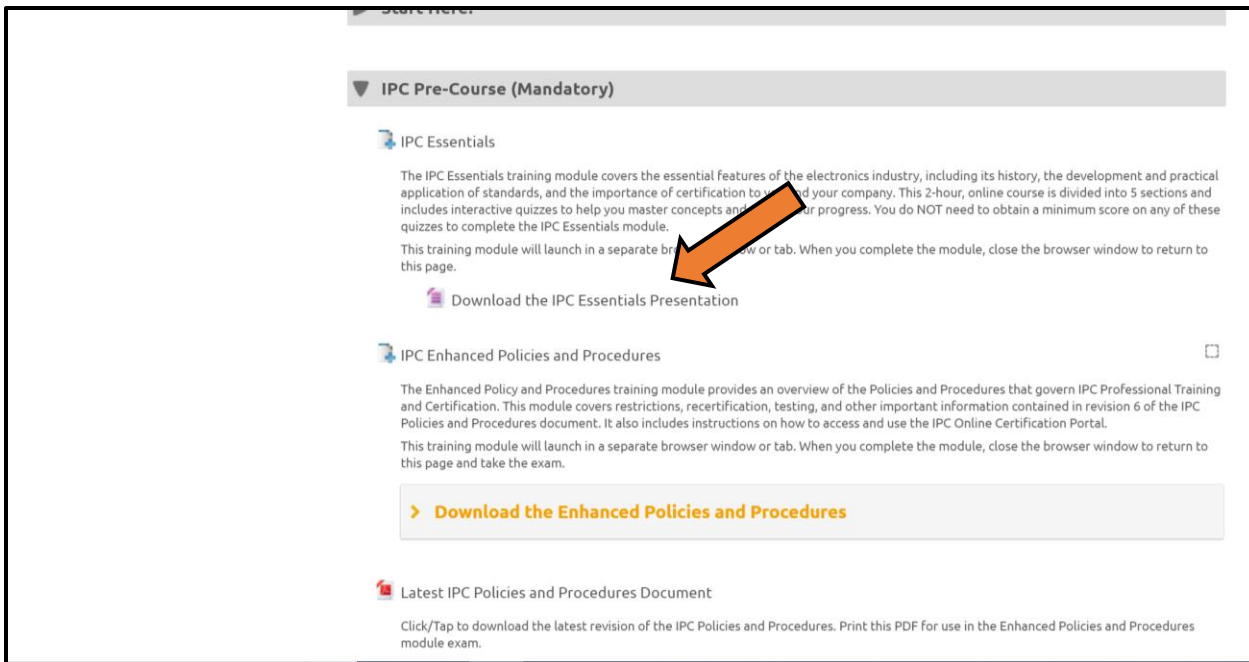 IPC Pre-Course (Mandatory)
IPC Essentials
The IPC Essentials training module covers the essential features of the electronics industry, including its history, the development and practical
application of standards, and the importance of certification to your company. This 2-hour, online course is divided into 5 sections and
includes interactive quizzes to help you master concepts and progress. You do NOT need to obtain a minimum score on any of these
quizzes to complete the IPC Essentials module.
This training module will launch in a separate or tab. When you complete the module, close the browser window to return to
this page.
Download the IPC Essentials Presentation
IPC Enhanced Policies and Procedures
The Enhanced Policy and Procedures training module provides an overview of the Policies and Procedures that govern IPC Professional Training
and Certification. This module covers restrictions, recertification, testing, and other important information contained in revision 6 of the IPC
Policies and Procedures document. It also includes instructions on how to access and use the IPC Online Certification Portal.
This training module will launch in a separate browser window or tab. When you complete the module, close the browser window to return to
this page and take the exam.
Download the Enhanced Policies and Procedures
Latest IPC Policies and Procedures Document
Click/Tap to download the latest revision of the IPC Policies and Procedures. Print this PDF for use in the Enhanced Policies and Procedures
module exam.